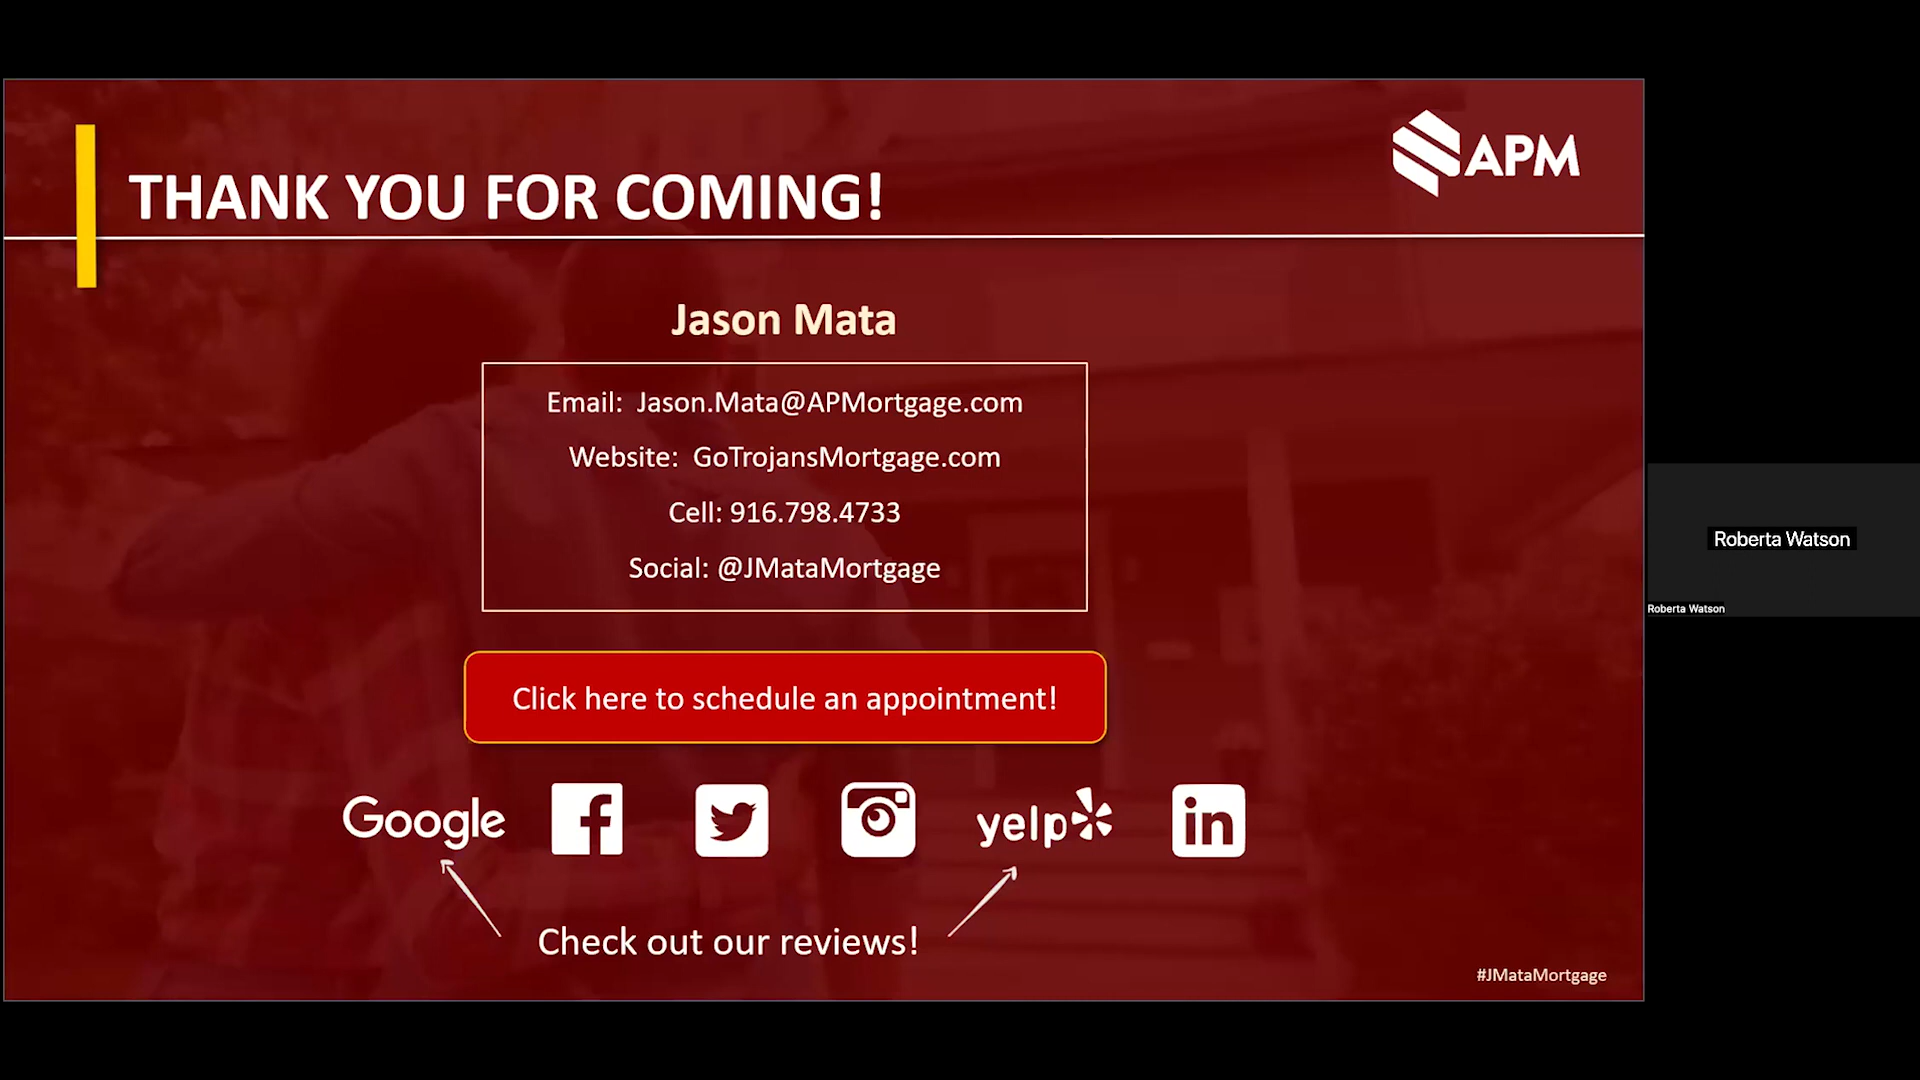 APM
THANK YOU FOR COMING!
Jason Mata
Email: Jason.Mata@APMortgage.com
Website: GoTrojansMortgage.com
Cell: 916.798.4733
Social: @JMataMortgage
Click here to schedule an appointment!
Google
yelp
in
Check out our reviews!
#JMataMortgage
Roberta Watson
Roberta Watson